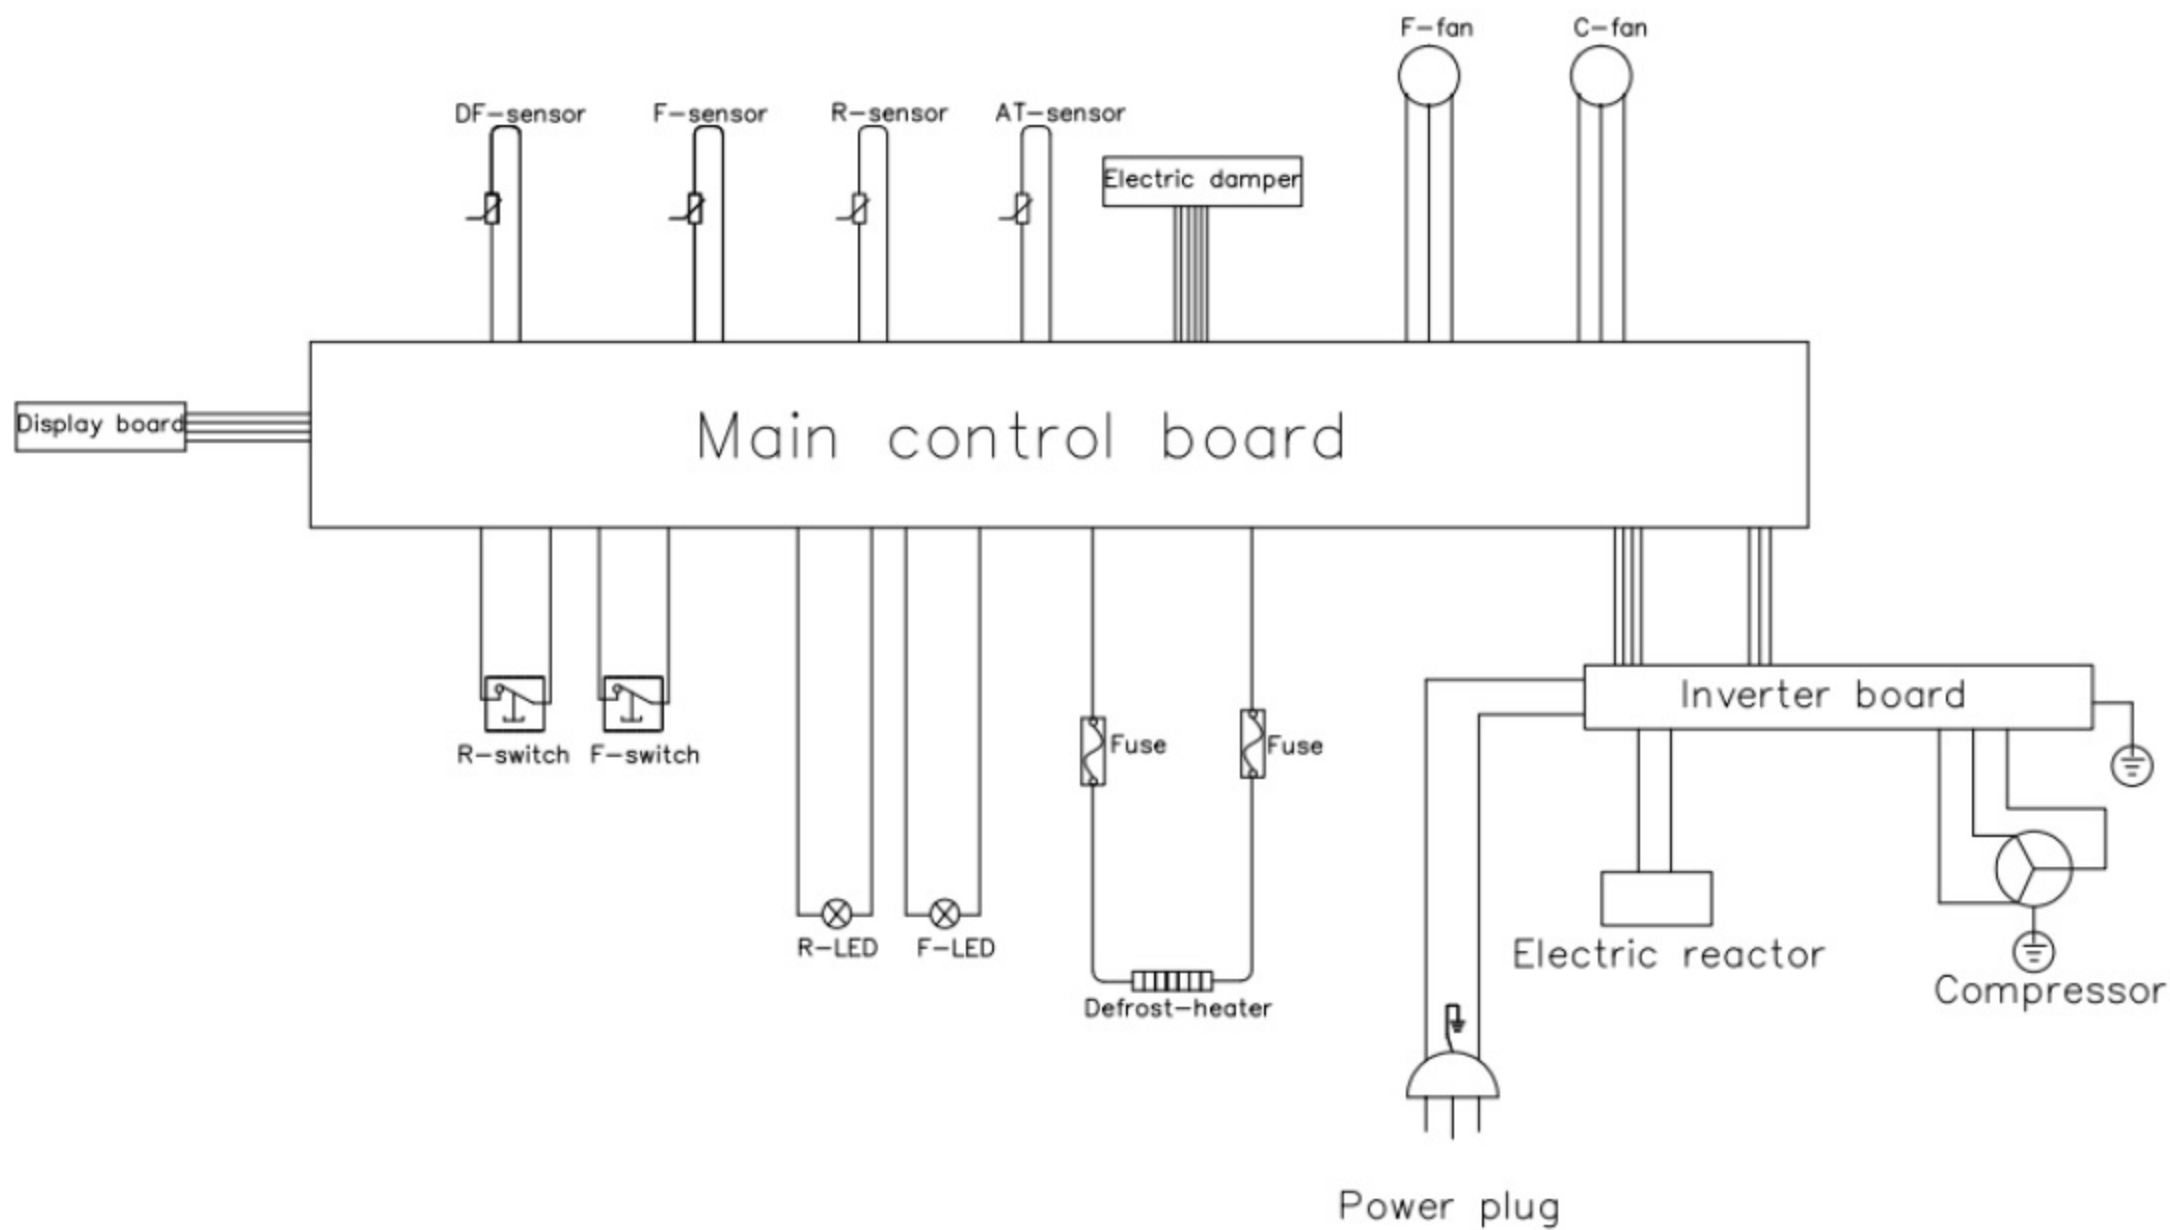 F-fan
C-fan
DF-sensor
F-sensor
R-sensor
AT-sensor
Electric damper
Display board
Main control board
Inverter board
R-switch
F-switch
Fuse
Fuse
R-LED
F-LED
Electric reactor
Compressor
Defrost-heater
Power plug